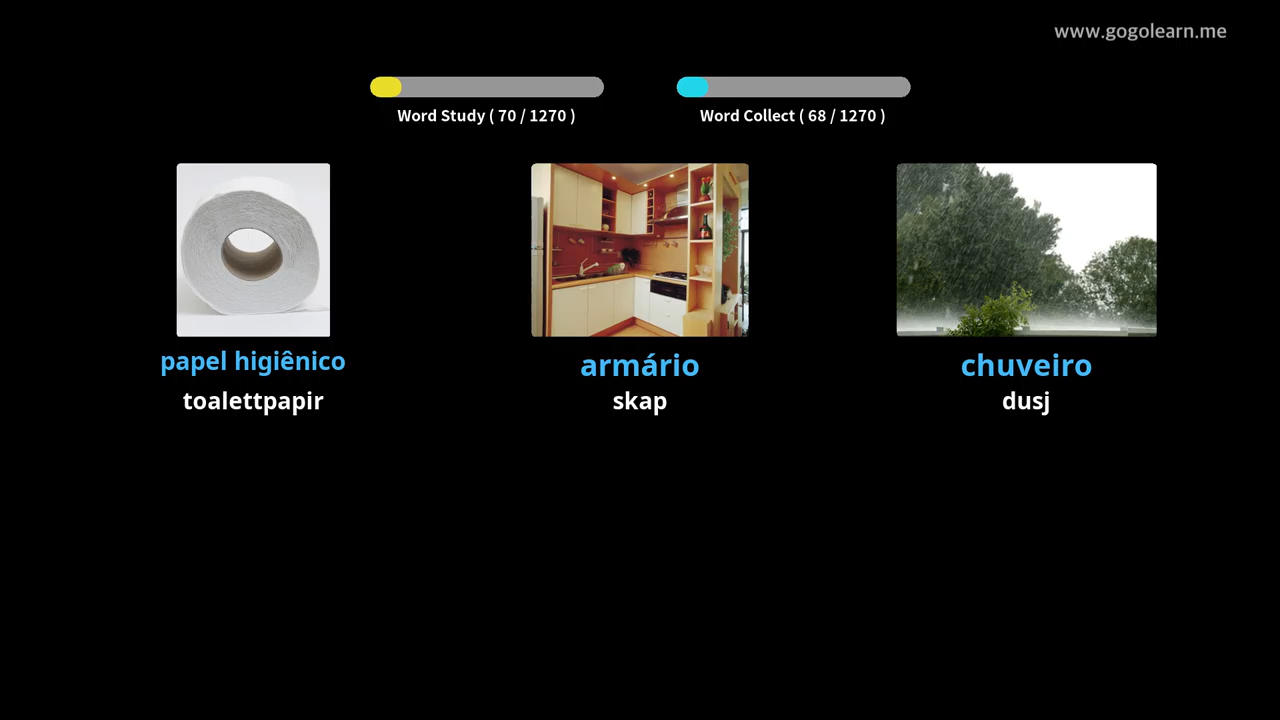 www.gogolearn.me
Word Study ( 70 / 1270 )
Word Collect ( 68 / 1270 )
papel higiênico
armário
chuveiro
toalettpapir
skap
dusj